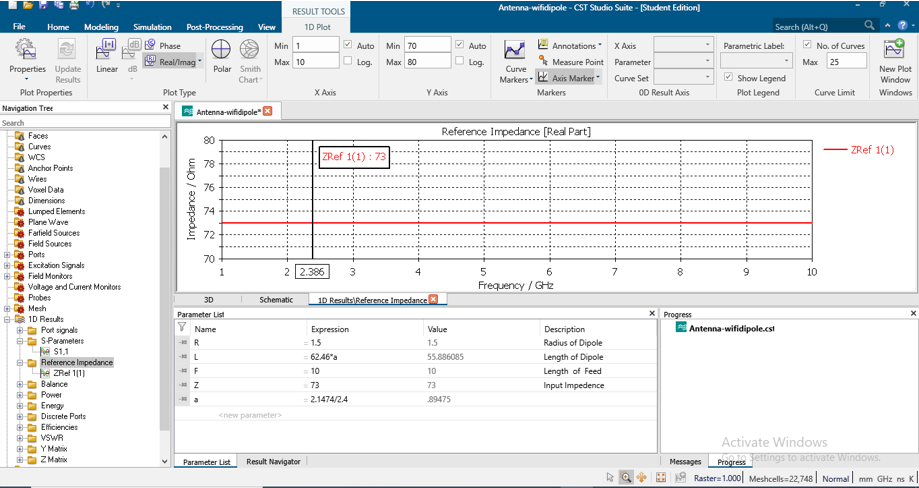 Antenna-wifidipole - CST Studio Suite - [Student Edition]
RESULT TOOLS
File Home Modeling Simulation Post-Processing View 1D Plot
Search (Alt+Q)
Properties
Update Results
Plot Properties
Linear
dB
Phase
Real/Imag
Polar
Smith Chart
Plot Type
Min 1 Auto
Max 10 Log.
X Axis
Min 70 Auto
Max 80 Log.
Y Axis
Curve Markers
Annotations
Measure Point
Axis Marker
Markers
X Axis
Parameter
Curve Set
0D Result Axis
Parametric Label:
Show Legend
Plot Legend
No. of Curves
Max 25
Curve Limit
New Plot Window
Windows
Navigation Tree
Search
Faces
Curves
WCS
Anchor Points
Wires
Voxel Data
Dimensions
Lumped Elements
Plane Wave
Farfield Sources
Field Sources
Ports
Excitation Signals
Field Monitors
Voltage and Current Monitors
Probes
Mesh
1D Results
Port signals
S-Parameters
S1,1
Reference Impedance
ZRef 1(1)
Balance
Power
Energy
Discrete Ports
Efficiencies
VSWR
Y Matrix
Z Matrix
Antenna-wifidipole*
Reference Impedance [Real Part]
80
78
76
74
72
70
Impedance / Ohm
ZRef 1(1) : 73
ZRef 1(1)
1 2 2.386 3 4 5 6 7 8 9 10
Frequency / GHz
3D Schematic 1D Results\Reference Impedance
Parameter List
Name Expression Value Description
R = 1.5 1.5 Radius of Dipole
L = 62.46*a 55.886085 Length of Dipole
F = 10 10 Length of Feed
Z = 73 73 Input Impedence
a = 2.1474/2.4 .89475
<new parameter>
Parameter List Result Navigator
Progress
Antenna-wifidipole.cst
Activate Windows
Go to Settings to activate Windows.
Messages Progress
Raster=1.000 Meshcells=22,748 Normal mm GHz ns K